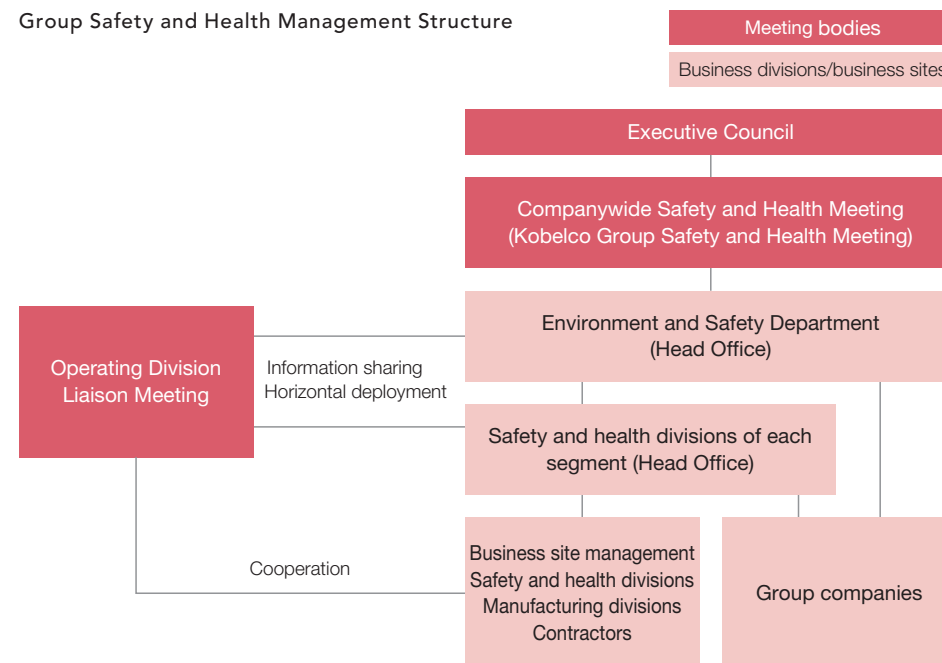 Group Safety and Health Management Structure
Meeting bodies
Business divisions/business sites
Executive Council
Companywide Safety and Health Meeting
(Kobelco Group Safety and Health Meeting)
Environment and Safety Department
(Head Office)
Operating Division
Liaison Meeting
Information sharing
Horizontal deployment
Safety and health divisions of each
segment (Head Office)
Cooperation
Business site management
Safety and health divisions
Manufacturing divisions
Contractors
Group companies